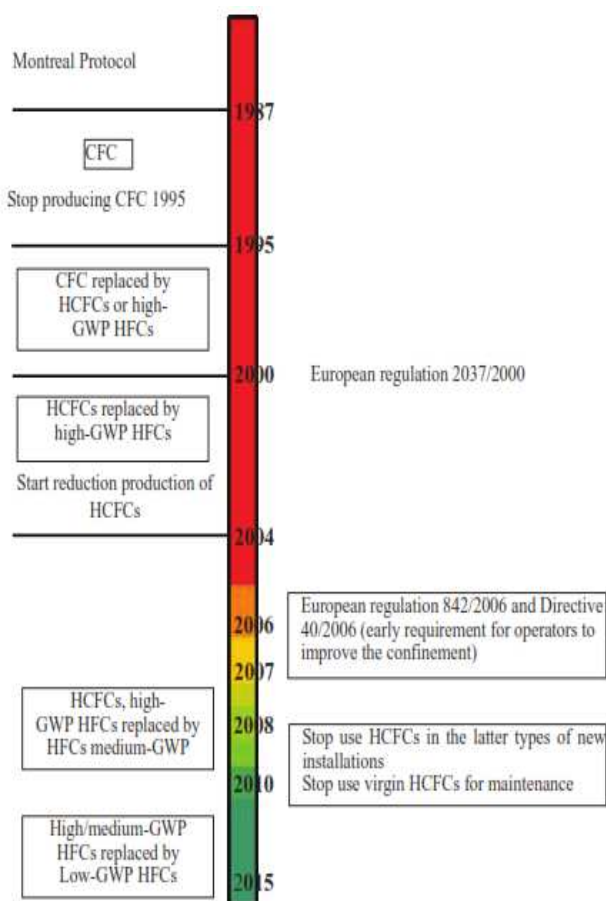 Montreal Protocol
1987
CFC
Stop producing CFC 1995
1995
CFC replaced by
HCFCs or high-
GWP HFCs
2000
European regulation 2037/2000
HCFCs replaced by
high-GWP HFCs
Start reduction production of
HCFCs
2004
European regulation 842/2006 and Directive
40/2006 (early requirement for operators to
improve the confinement)
2006
2007
HCFCs, high-
GWP HFCs replaced by
HFCs medium-GWP
2008
Stop use HCFCs in the latter types of new
installations
Stop use virgin HCFCs for maintenance
2010
High/medium-GWP
HFCs replaced by
Low-GWP HFCs
2015